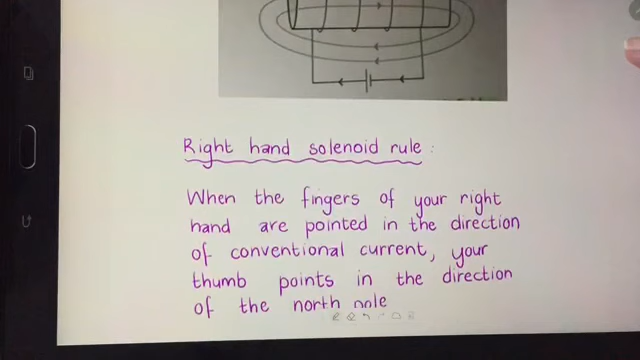 Right hand solenoid rule :
When the fingers of your right
hand are pointed in the direction
of conventional current, your
thumb points in the direction
of the north pole